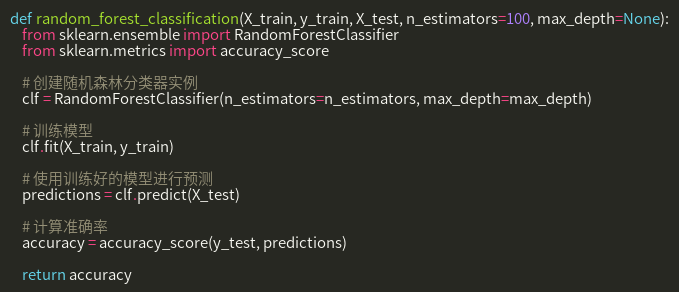 def random_forest_classification(X_train, y_train, X_test, n_estimators=100, max_depth=None):
from sklearn.ensemble import RandomForestClassifier
from sklearn.metrics import accuracy_score
# 创建随机森林分类器实例
clf = RandomForestClassifier(n_estimators=n_estimators, max_depth=max_depth)
# 训练模型
clf.fit(X_train, y_train)
# 使用训练好的模型进行预测
predictions = clf.predict(X_test)
# 计算准确率
accuracy = accuracy_score(y_test, predictions)
return accuracy